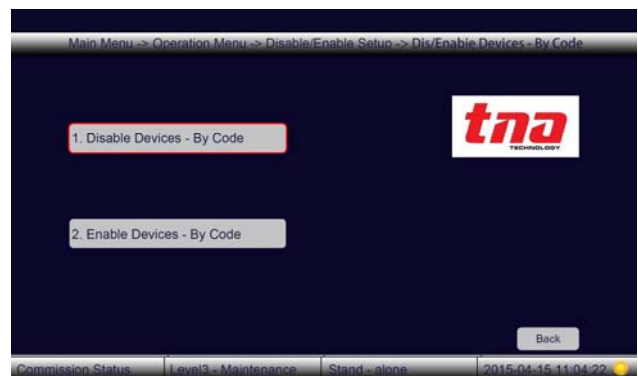 Main Menu -> Operation Menu -> Disable/Enable Setup -> Dis/Enable Devices - By Code
1. Disable Devices - By Code
tna
TECHNOLOGY
2. Enable Devices - By Code
Back
Commission Status Level3 - Maintenance Stand - alone 2015-04-15 11:04:22